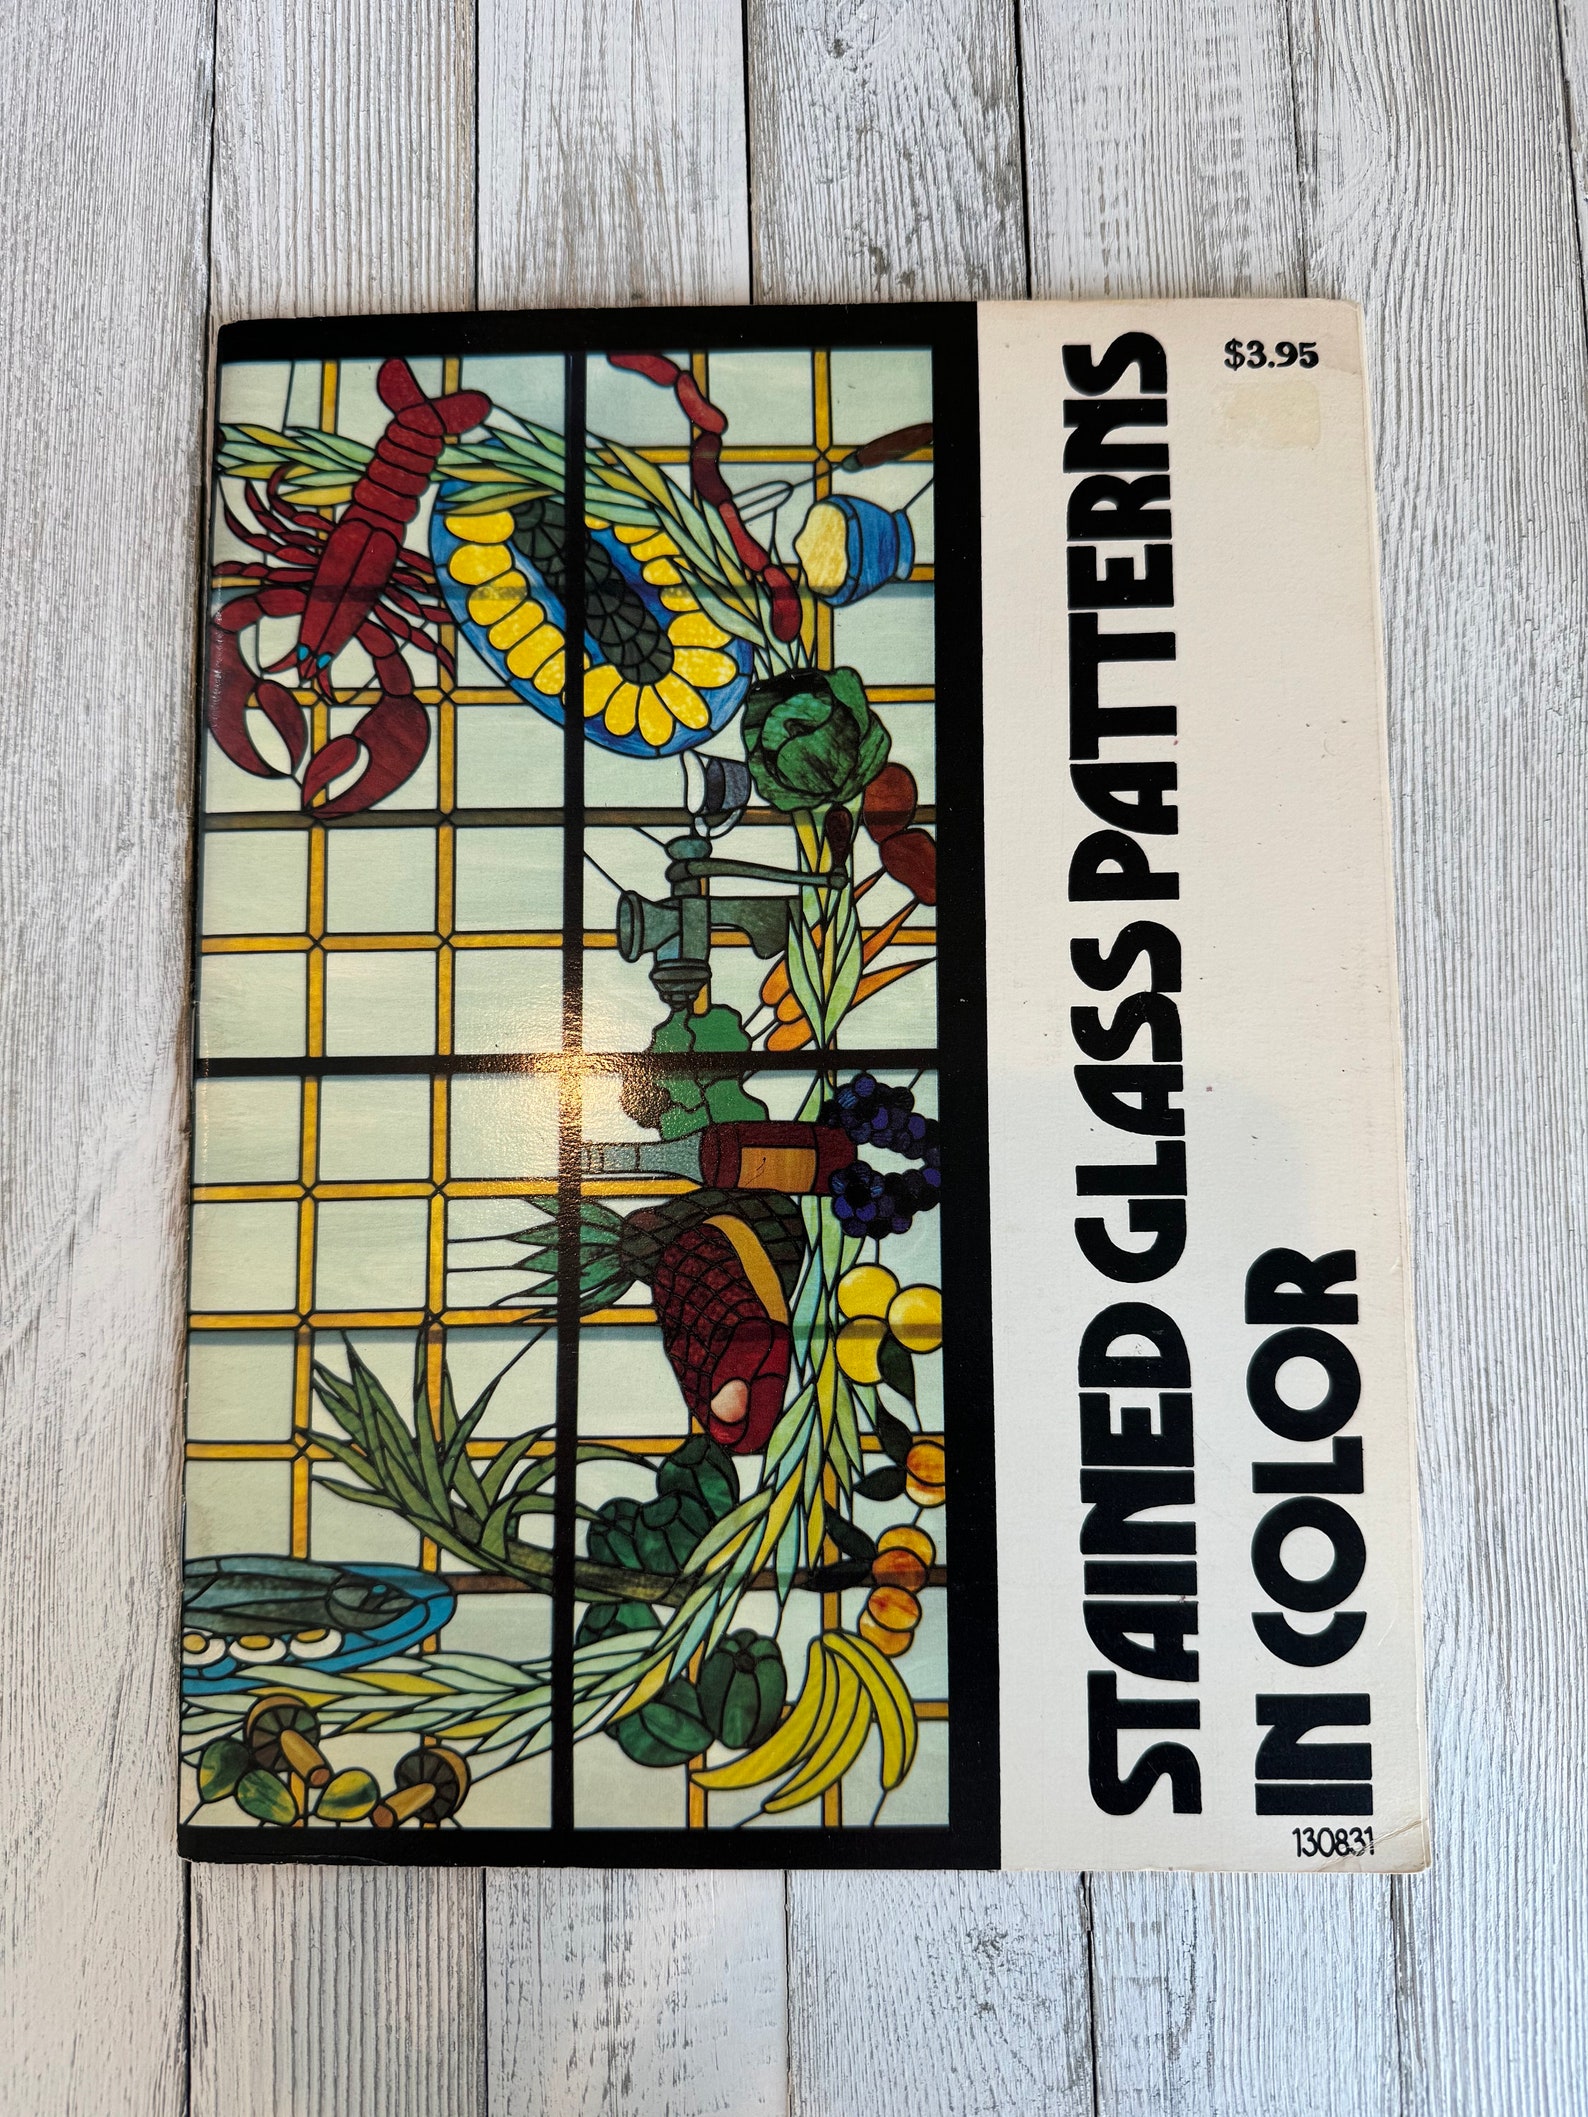 $3.95
STAINED GLASS PATTERNS
IN COLOR
130831